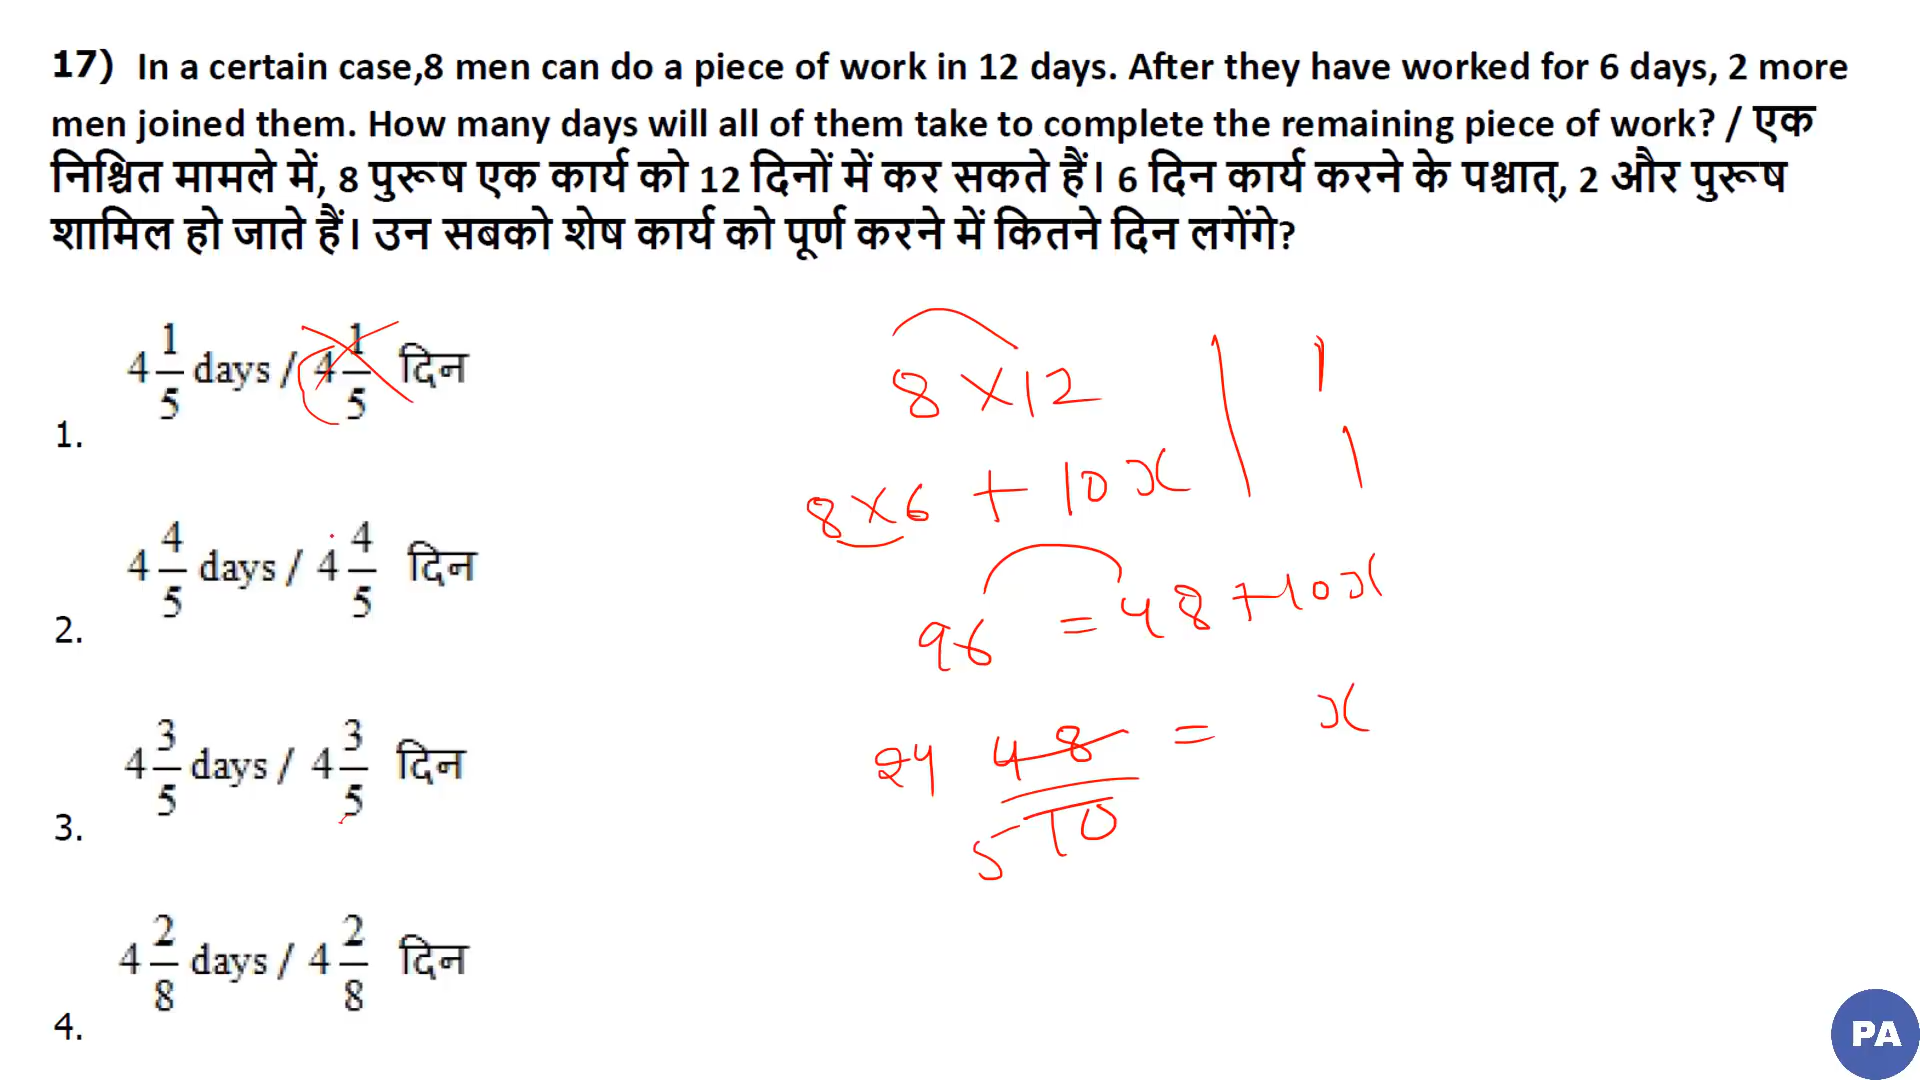 17) In a certain case,8 men can do a piece of work in 12 days. After they have worked for 6 days, 2 more
men joined them. How many days will all of them take to complete the remaining piece of work? / एक
निश्चित मामले में, 8 पुरूष एक कार्य को 12 दिनों में कर सकते हैं। 6 दिन कार्य करने के पश्चात्, 2 और पुरूष
शामिल हो जाते हैं। उन सबको शेष कार्य को पूर्ण करने में कितने दिन लगेंगे?
1. 4 1/5 days / 4 1/5 दिन
2. 4 4/5 days / 4 4/5 दिन
3. 4 3/5 days / 4 3/5 दिन
4. 4 2/8 days / 4 2/8 दिन
8 × 12 | 1
8×6 + 10x | 1
96 = 48 + 10x
24 48 = x
5 10
PA